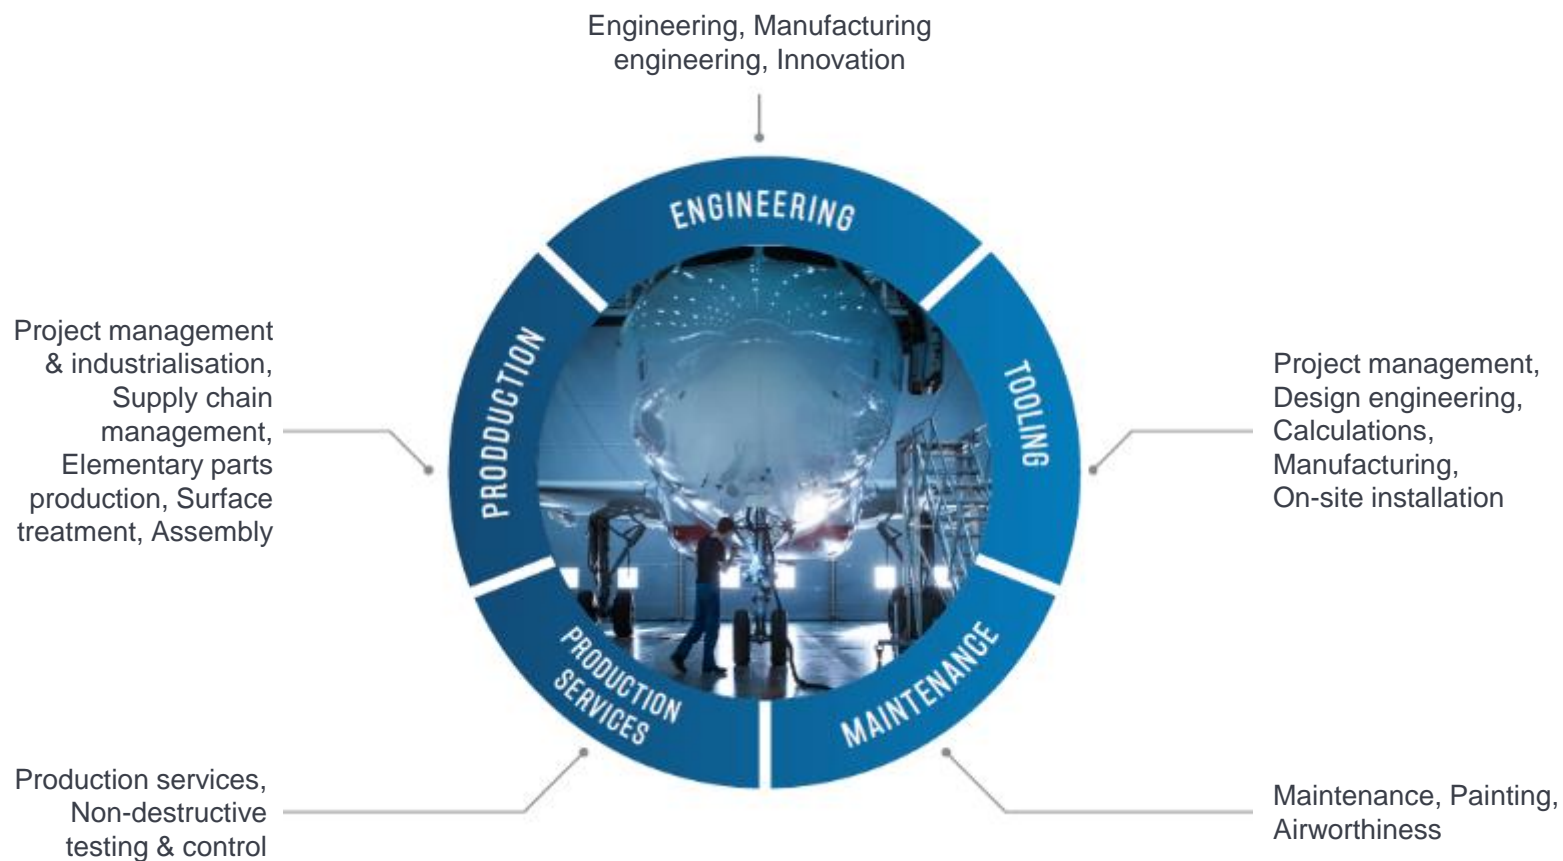 Engineering, Manufacturing
engineering, Innovation
ENGINEERING
PRODDUCTION
TOOLING
PRODUCTION
SERVICES
MAINTENANCE
Project management
& industrialisation,
Supply chain
management,
Elementary parts
production, Surface
treatment, Assembly
Project management,
Design engineering,
Calculations,
Manufacturing,
On-site installation
Production services,
Non-destructive
testing & control
Maintenance, Painting,
Airworthiness